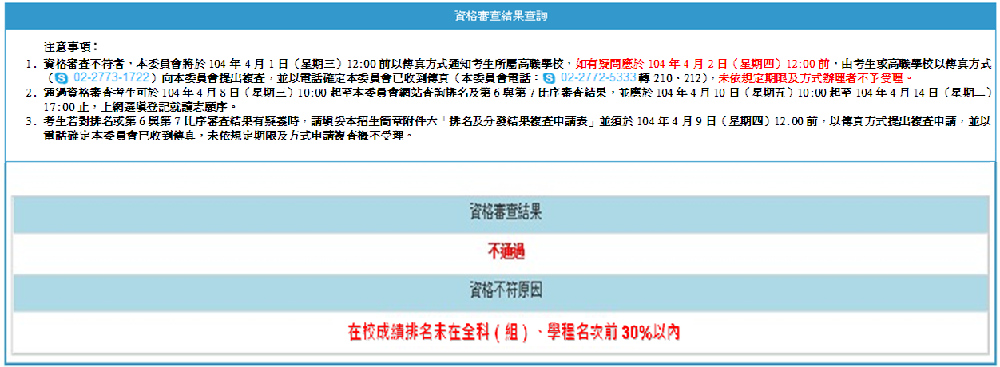 資格審查結果查詢
注意事項：
1. 資格審查不符者，本委員會將於 104 年 4 月 1 日（星期三）12:00 前以傳真方式通知考生所屬高職學校，如有疑問應於 104 年 4 月 2 日（星期四）12:00 前，由考生或高職學校以傳真方式
（02-2773-1722）向本委員會提出複查，並以電話確定本委員會已收到傳真（本委員會電話：02-2772-5333 轉 210、212），未依規定期限及方式辦理者不予受理。
2. 通過資格審查考生可於 104 年 4 月 8 日（星期三）10:00 起至本委員會網站查詢排名及第 6 與第 7 比序審查結果，並應於 104 年 4 月 10 日（星期五）10:00 起至 104 年 4 月 14 日（星期二）
17:00 止，上網選填登記就讀志願序。
3. 考生若對排名或第 6 與第 7 比序審查結果有疑義時，請填妥本招生簡章附件六「排名及分發結果複查申請表」並須於 104 年 4 月 9 日（星期四）12:00 前，以傳真方式提出複查申請，並以
電話確定本委員會已收到傳真，未依規定期限及方式申請複查概不受理。
資格審查結果
不通過
資格不符原因
在校成績排名未在全科（組）、學程名次前 30%以內